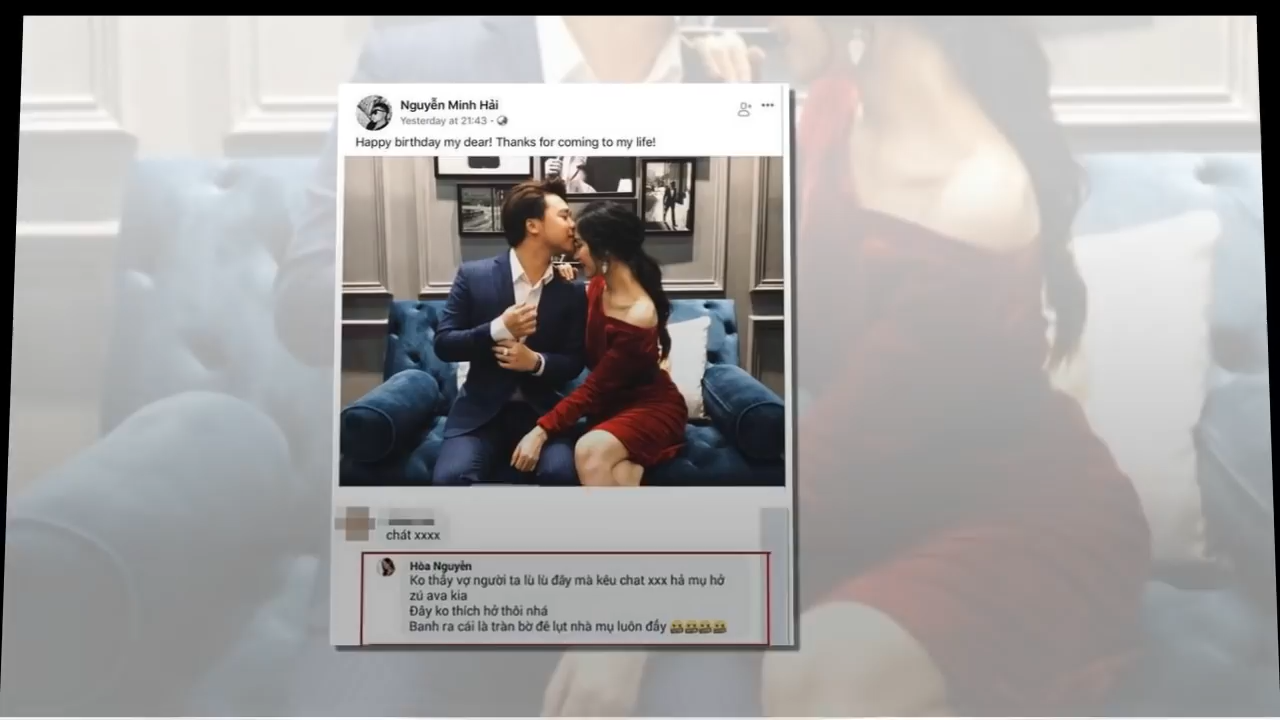 Nguyễn Minh Hải
Yesterday at 21:43 ·
Happy birthday my dear! Thanks for coming to my life!
chát xxxx
Hòa Nguyễn
Ko thấy vợ người ta lù lù đây mà kêu chat xxx hả mụ hở
zú ava kia
Đây ko thích hở thôi nhá
Banh ra cái là tràn bờ đê lụt nhà mụ luôn đấy